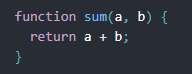 function sum(a, b) {
  return a + b;
}